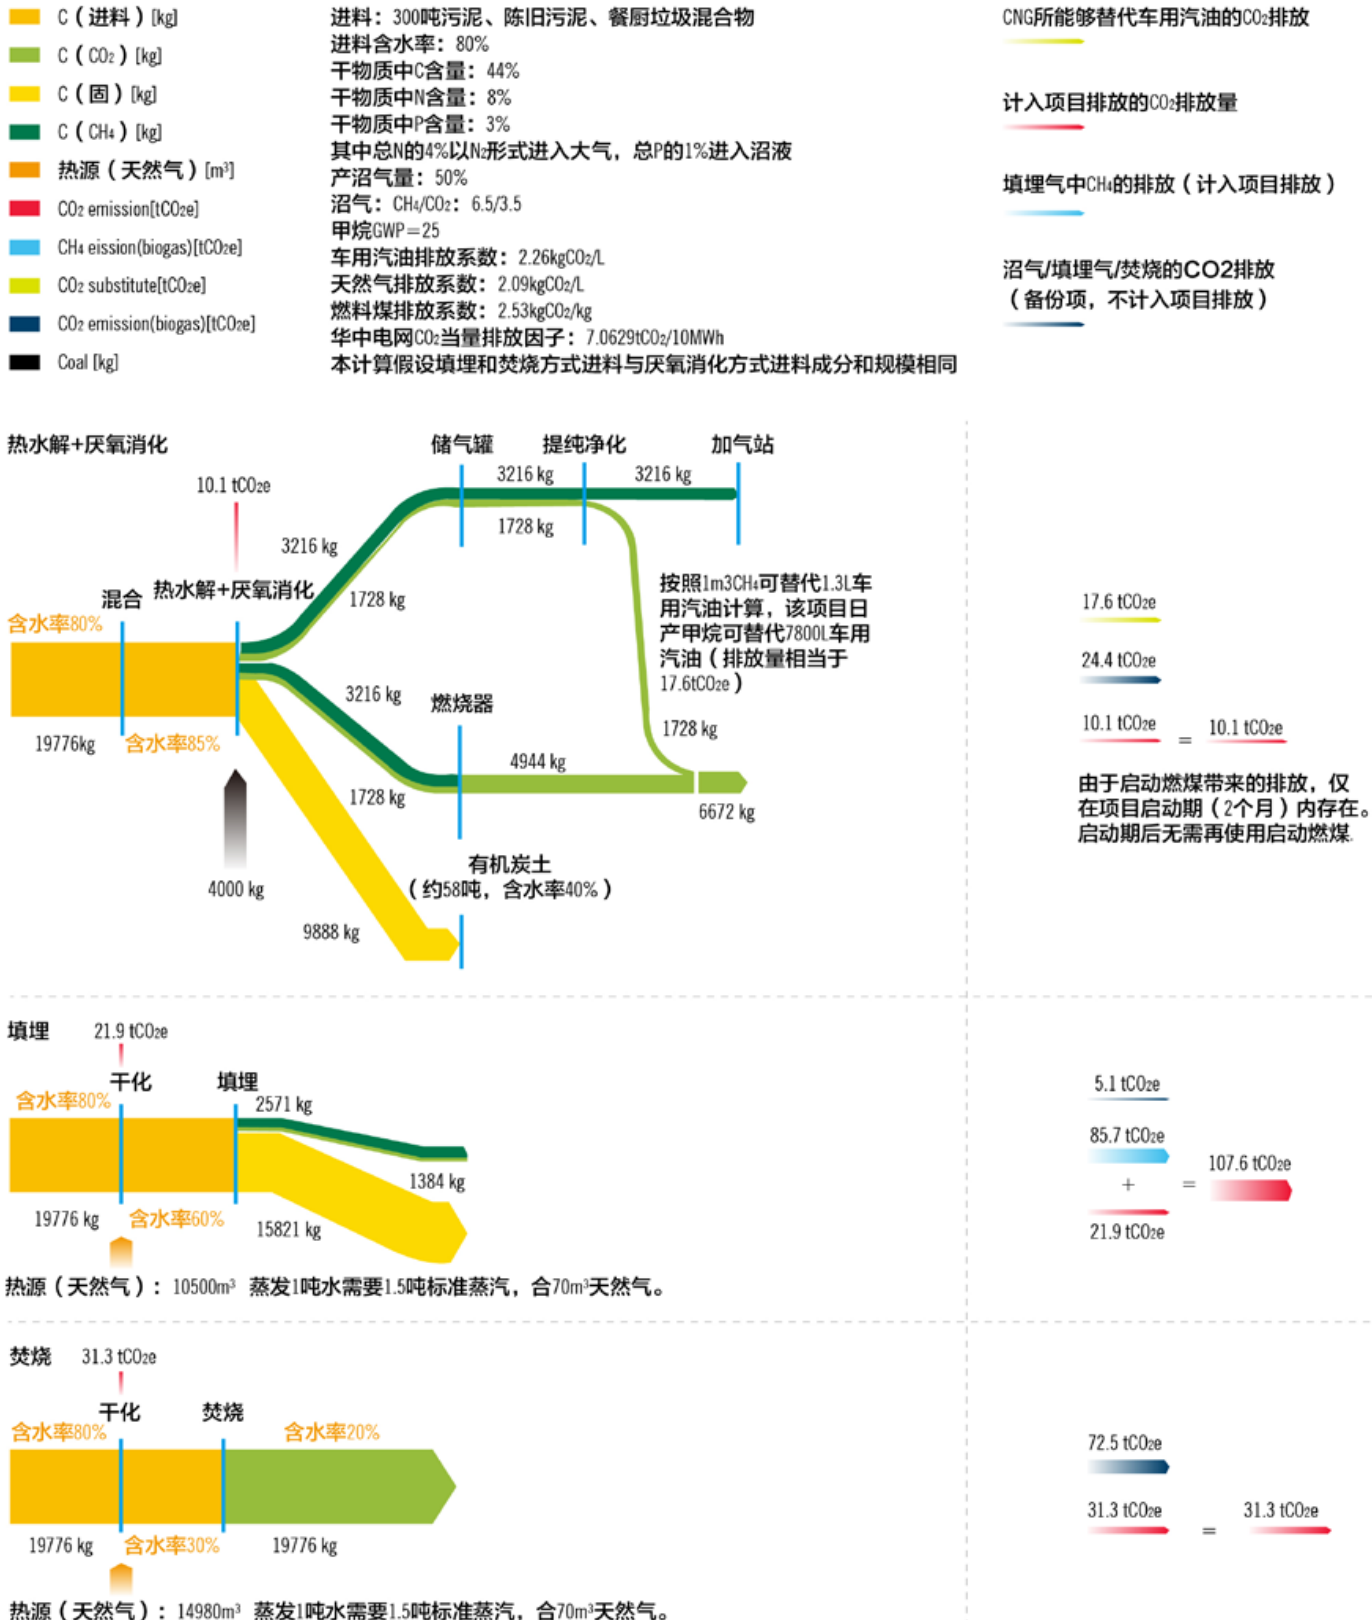 C（进料）[kg]
C（CO₂）[kg]
C（固）[kg]
C（CH₄）[kg]
热源（天然气）[m³]
CO₂ emission[tCO₂e]
CH₄ eission(biogas)[tCO₂e]
CO₂ substitute[tCO₂e]
CO₂ emission(biogas)[tCO₂e]
Coal [kg]
进料：300吨污泥、陈旧污泥、餐厨垃圾混合物
进料含水率：80%
干物质中C含量：44%
干物质中N含量：8%
干物质中P含量：3%
其中总N的4%以N₂形式进入大气，总P的1%进入沼液
产沼气量：50%
沼气：CH₄/CO₂：6.5/3.5
甲烷GWP＝25
车用汽油排放系数：2.26kgCO₂/L
天然气排放系数：2.09kgCO₂/L
燃料煤排放系数：2.53kgCO₂/kg
华中电网CO₂当量排放因子：7.0629tCO₂/10MWh
本计算假设填埋和焚烧方式进料与厌氧消化方式进料成分和规模相同
CNG所能够替代车用汽油的CO₂排放
计入项目排放的CO₂排放量
填埋气中CH₄的排放（计入项目排放）
沼气/填埋气/焚烧的CO2排放
（备份项，不计入项目排放）
热水解+厌氧消化
储气罐
提纯净化
加气站
10.1 tCO₂e
3216 kg
3216 kg
1728 kg
3216 kg
1728 kg
混合
热水解+厌氧消化
含水率80%
19776kg
含水率85%
按照1m3CH₄可替代1.3L车
用汽油计算，该项目日
产甲烷可替代7800L车用
汽油（排放量相当于
17.6tCO₂e）
3216 kg
燃烧器
1728 kg
4944 kg
1728 kg
6672 kg
4000 kg
有机炭土
（约58吨，含水率40%）
9888 kg
17.6 tCO₂e
24.4 tCO₂e
10.1 tCO₂e
=
10.1 tCO₂e
由于启动燃煤带来的排放，仅
在项目启动期（2个月）内存在。
启动期后无需再使用启动燃煤.
填埋
21.9 tCO₂e
干化
填埋
含水率80%
2571 kg
1384 kg
19776 kg
含水率60%
15821 kg
热源（天然气）：10500m³ 蒸发1吨水需要1.5吨标准蒸汽，合70m³天然气。
5.1 tCO₂e
85.7 tCO₂e
+
=
107.6 tCO₂e
21.9 tCO₂e
焚烧
31.3 tCO₂e
干化
焚烧
含水率80%
含水率20%
19776 kg
含水率30%
19776 kg
热源（天然气）：14980m³ 蒸发1吨水需要1.5吨标准蒸汽，合70m³天然气。
72.5 tCO₂e
31.3 tCO₂e
=
31.3 tCO₂e